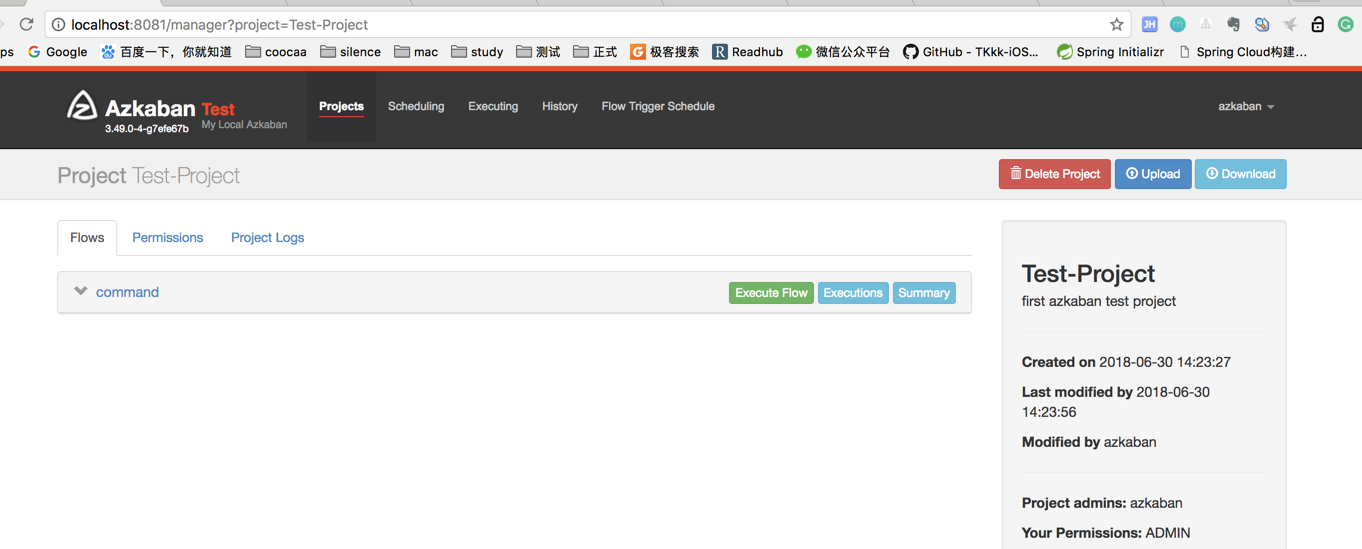 localhost:8081/manager?project=Test-Project
ps Google 百度一下，你就知道 coocaa silence mac study 测试 正式 极客搜索 Readhub 微信公众平台 GitHub - TKkk-iOS... Spring Initializr Spring Cloud构建...
Azkaban Test
3.49.0-4-g7efe67b My Local Azkaban
Projects Scheduling Executing History Flow Trigger Schedule azkaban
Project Test-Project
Delete Project Upload Download
Flows Permissions Project Logs
command Execute Flow Executions Summary
Test-Project
first azkaban test project
Created on 2018-06-30 14:23:27
Last modified by 2018-06-30
14:23:56
Modified by azkaban
Project admins: azkaban
Your Permissions: ADMIN